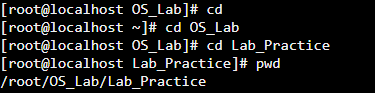 [root@localhost OS_Lab]# cd
[root@localhost ~]# cd OS_Lab
[root@localhost OS_Lab]# cd Lab_Practice
[root@localhost Lab_Practice]# pwd
/root/OS_Lab/Lab_Practice